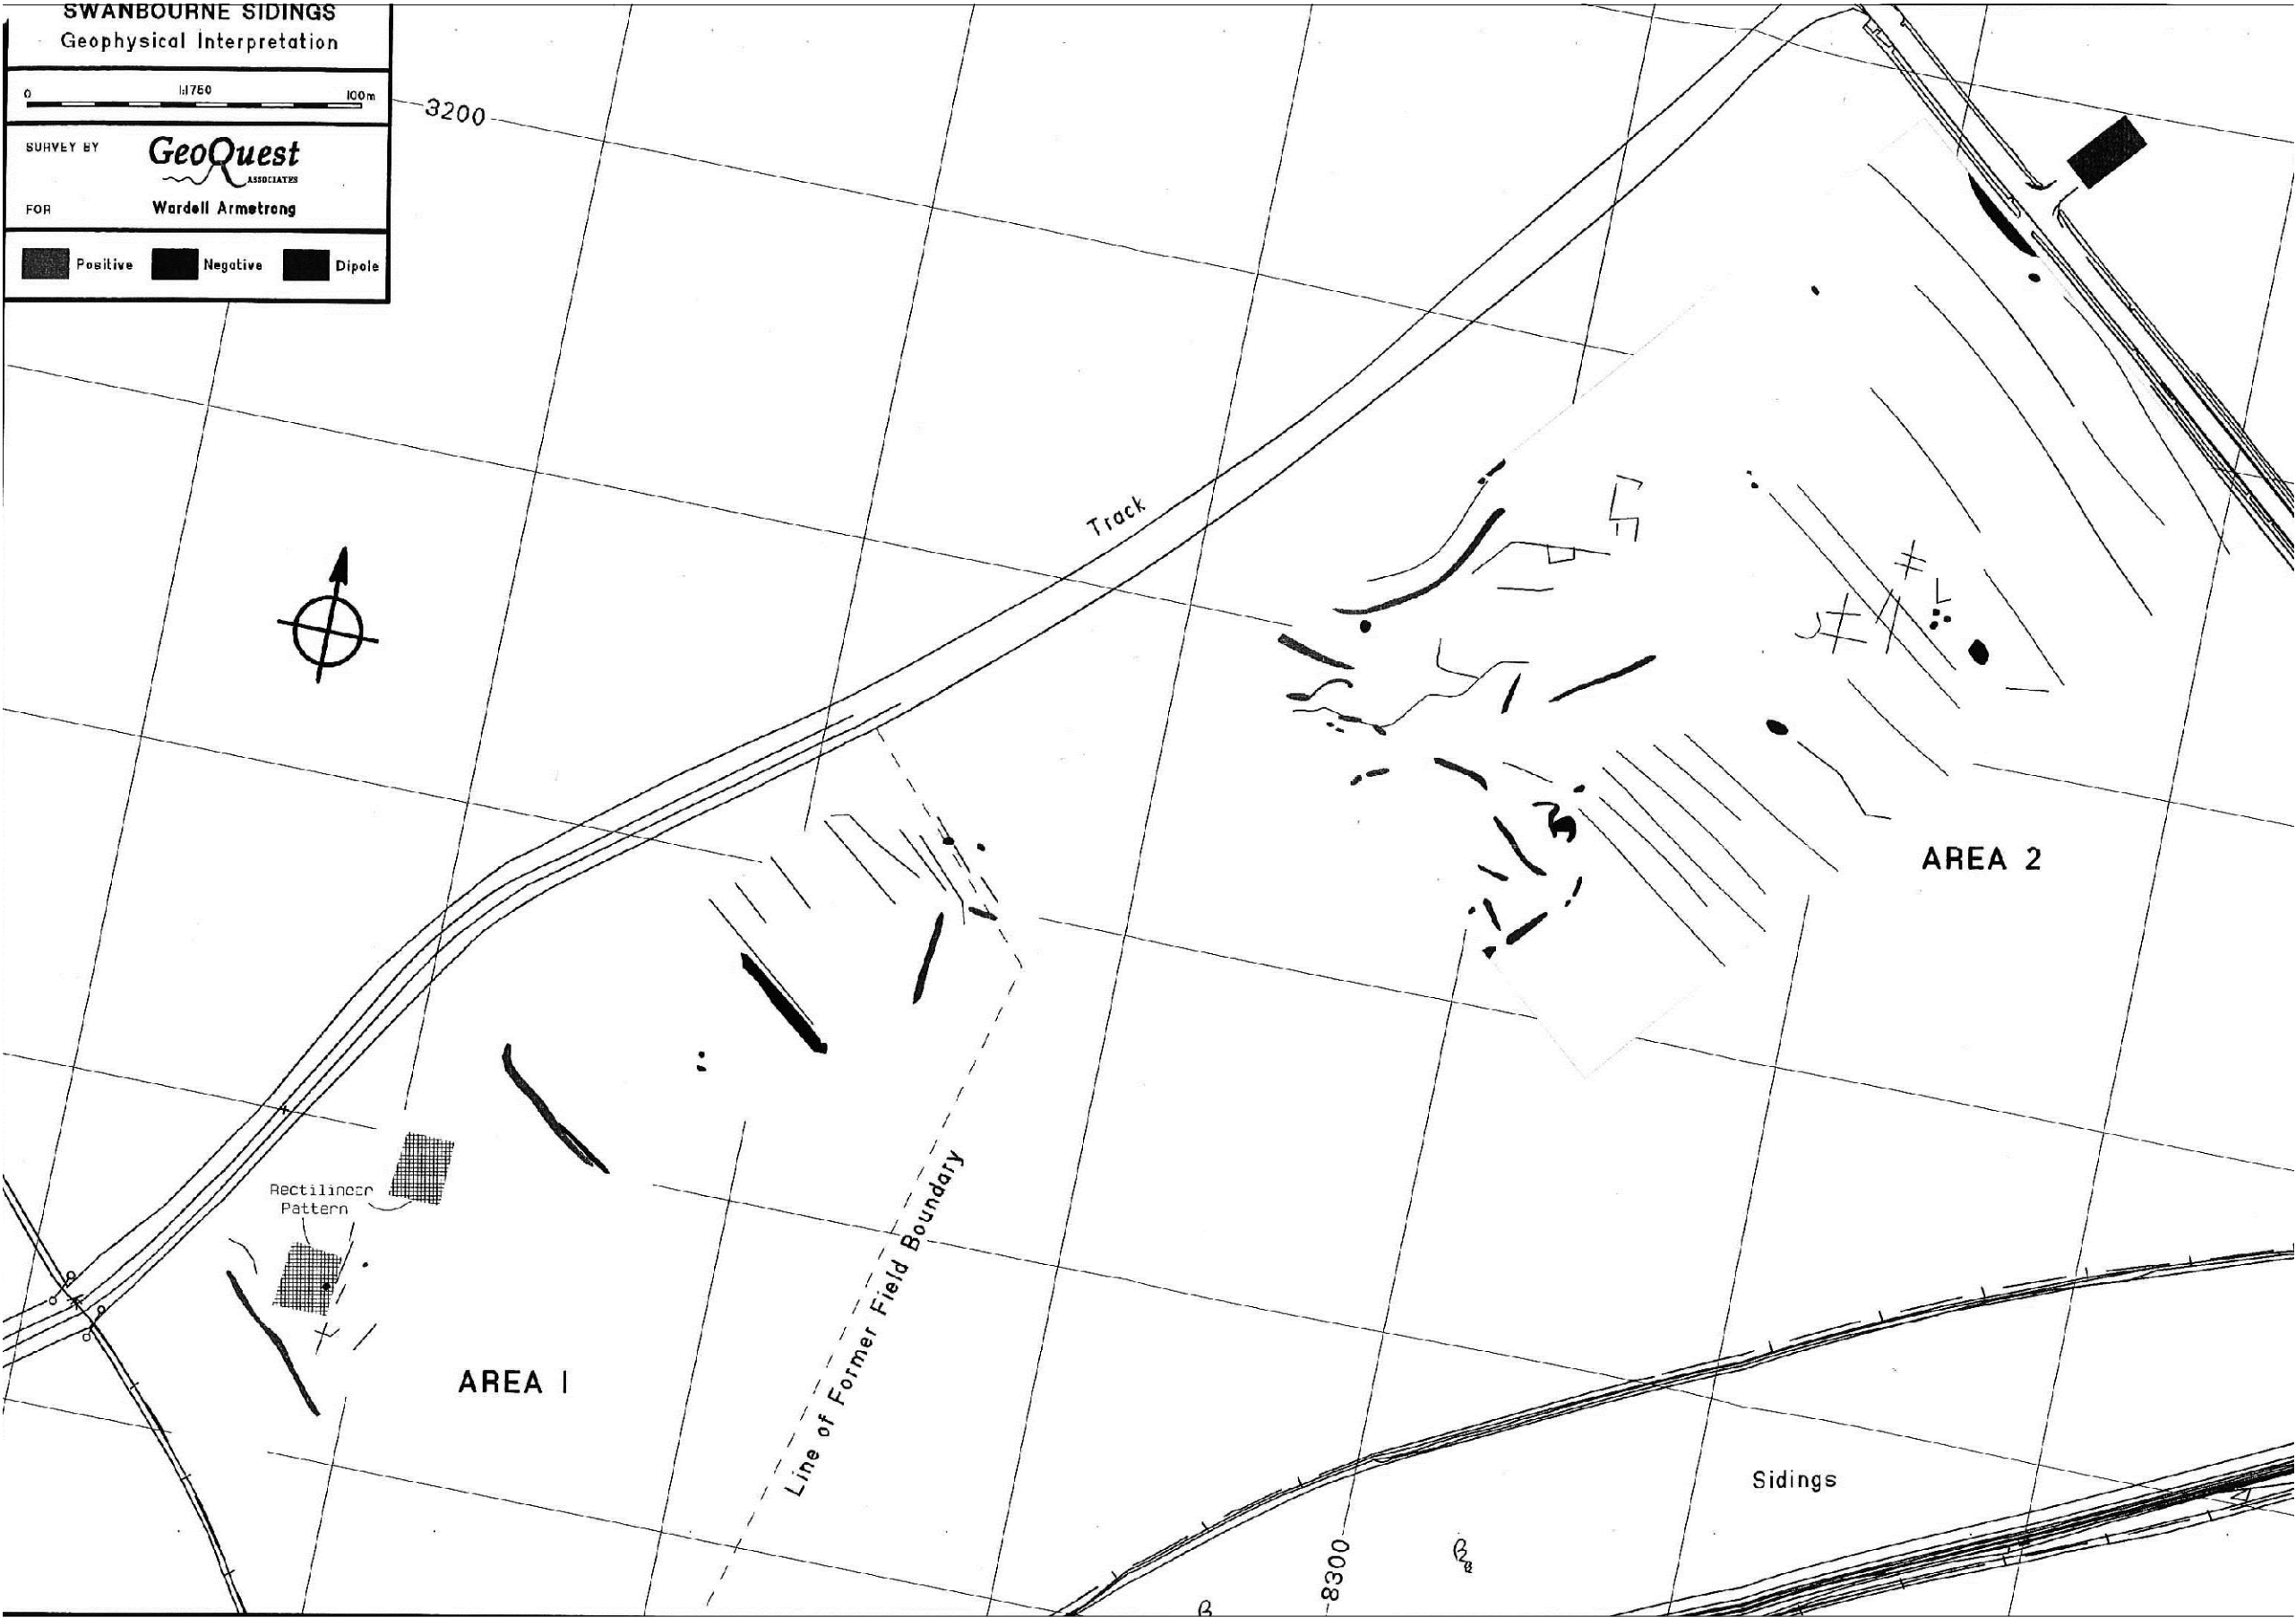 SWANBOURNE SIDINGS
Geophysical Interpretation
0 1:1750 100m
SURVEY BY
GeoQuest
ASSOCIATES
FOR Wardell Armstrong
Positive Negative Dipole
3200
Track
AREA 2
Rectilinear
Pattern
Line of Former Field Boundary
AREA 1
Sidings
8300